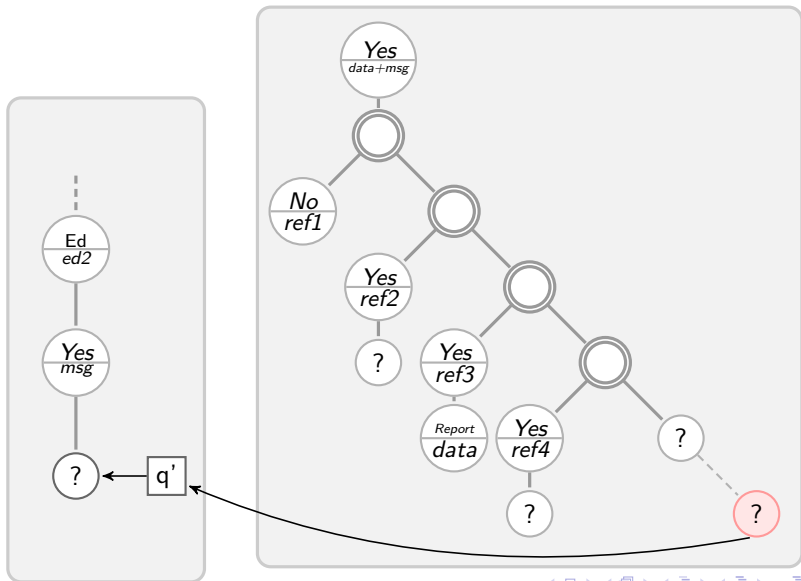 Ed
ed2
Yes
msg
?
q'
Yes
data+msg
No
ref1
Yes
ref2
?
Yes
ref3
Report
data
Yes
ref4
?
?
?